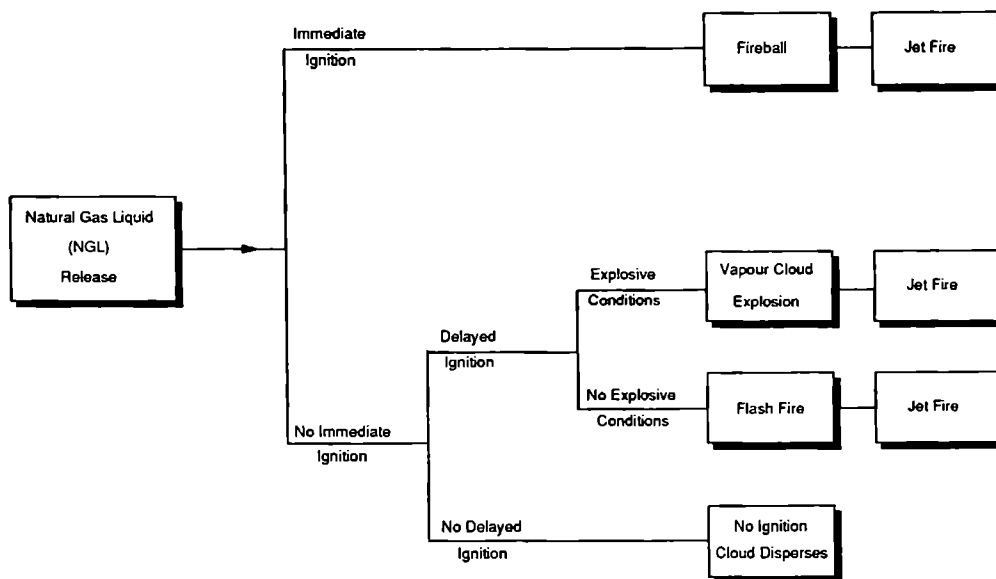 Immediate
Ignition
Fireball
Jet Fire
Natural Gas Liquid
(NGL)
Release
Explosive
Conditions
Vapour Cloud
Explosion
Jet Fire
Delayed
Ignition
No Explosive
Conditions
Flash Fire
Jet Fire
No Immediate
Ignition
No Delayed
Ignition
No Ignition
Cloud Disperses